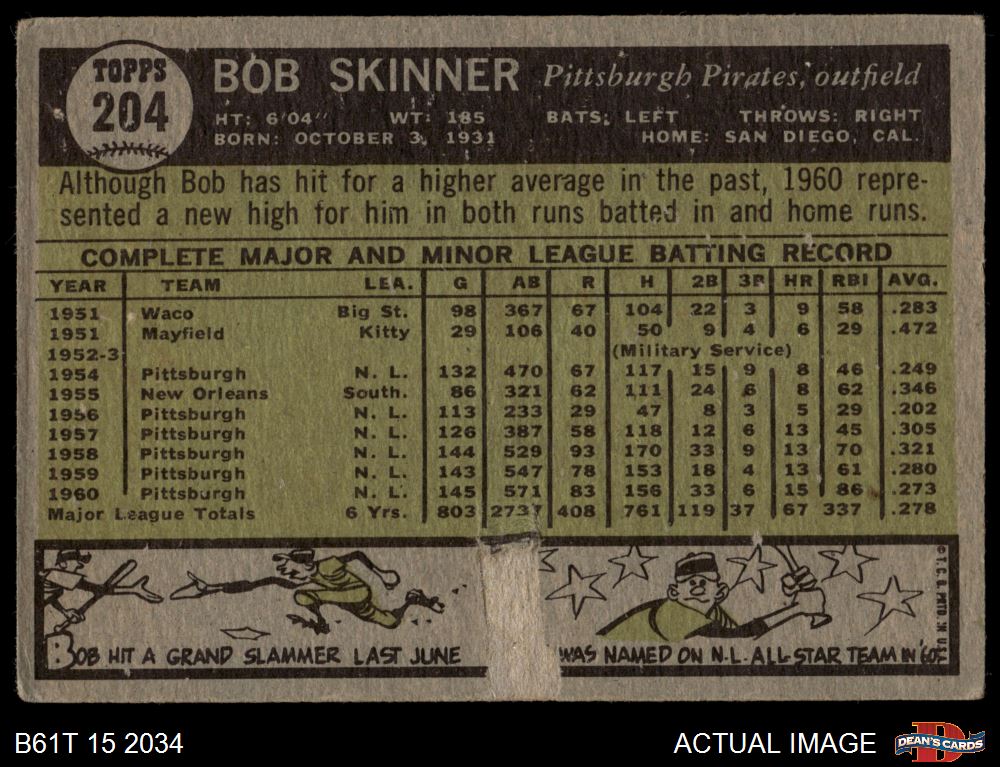 TOPPS
204
BOB SKINNER Pittsburgh Pirates, outfield
HT: 6'04" WT: 185 BATS: LEFT THROWS: RIGHT
BORN: OCTOBER 3, 1931 HOME: SAN DIEGO, CAL.
Although Bob has hit for a higher average in the past, 1960 repre-
sented a new high for him in both runs batted in and home runs.
COMPLETE MAJOR AND MINOR LEAGUE BATTING RECORD
YEAR TEAM LEA. G AB R H 2B 3B HR RBI AVG.
1951 Waco Big St. 98 367 67 104 22 3 9 58 .283
1951 Mayfield Kitty 29 106 40 50 9 4 6 29 .472
1952-3 (Military Service)
1954 Pittsburgh N. L. 132 470 67 117 15 9 8 46 .249
1955 New Orleans South. 86 321 62 111 24 6 8 62 .346
1956 Pittsburgh N. L. 113 233 29 47 8 3 5 29 .202
1957 Pittsburgh N. L. 126 387 58 118 12 6 13 45 .305
1958 Pittsburgh N. L. 144 529 93 170 33 9 13 70 .321
1959 Pittsburgh N. L. 143 547 78 153 18 4 13 61 .280
1960 Pittsburgh N. L. 145 571 83 156 33 6 15 86 .273
Major League Totals 6 Yrs. 803 2737 408 761 119 37 67 337 .278
BOB HIT A GRAND SLAMMER LAST JUNE
WAS NAMED ON N.L. ALL-STAR TEAM IN '60
© T. C. G. PRTD. IN U.S.A.
B61T 15 2034
ACTUAL IMAGE
DEAN'S CARDS